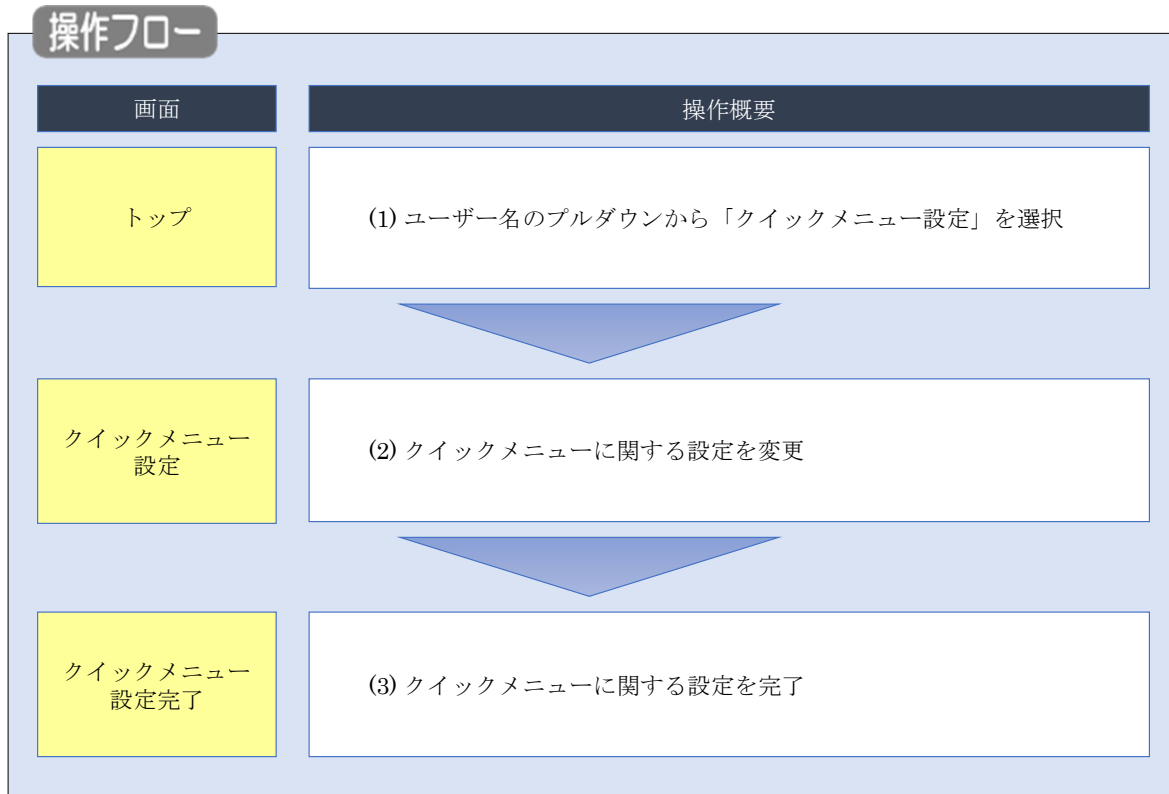 操作フロー
画面
操作概要
トップ
(1) ユーザー名のプルダウンから「クイックメニュー設定」を選択
クイックメニュー
設定
(2) クイックメニューに関する設定を変更
クイックメニュー
設定完了
(3) クイックメニューに関する設定を完了